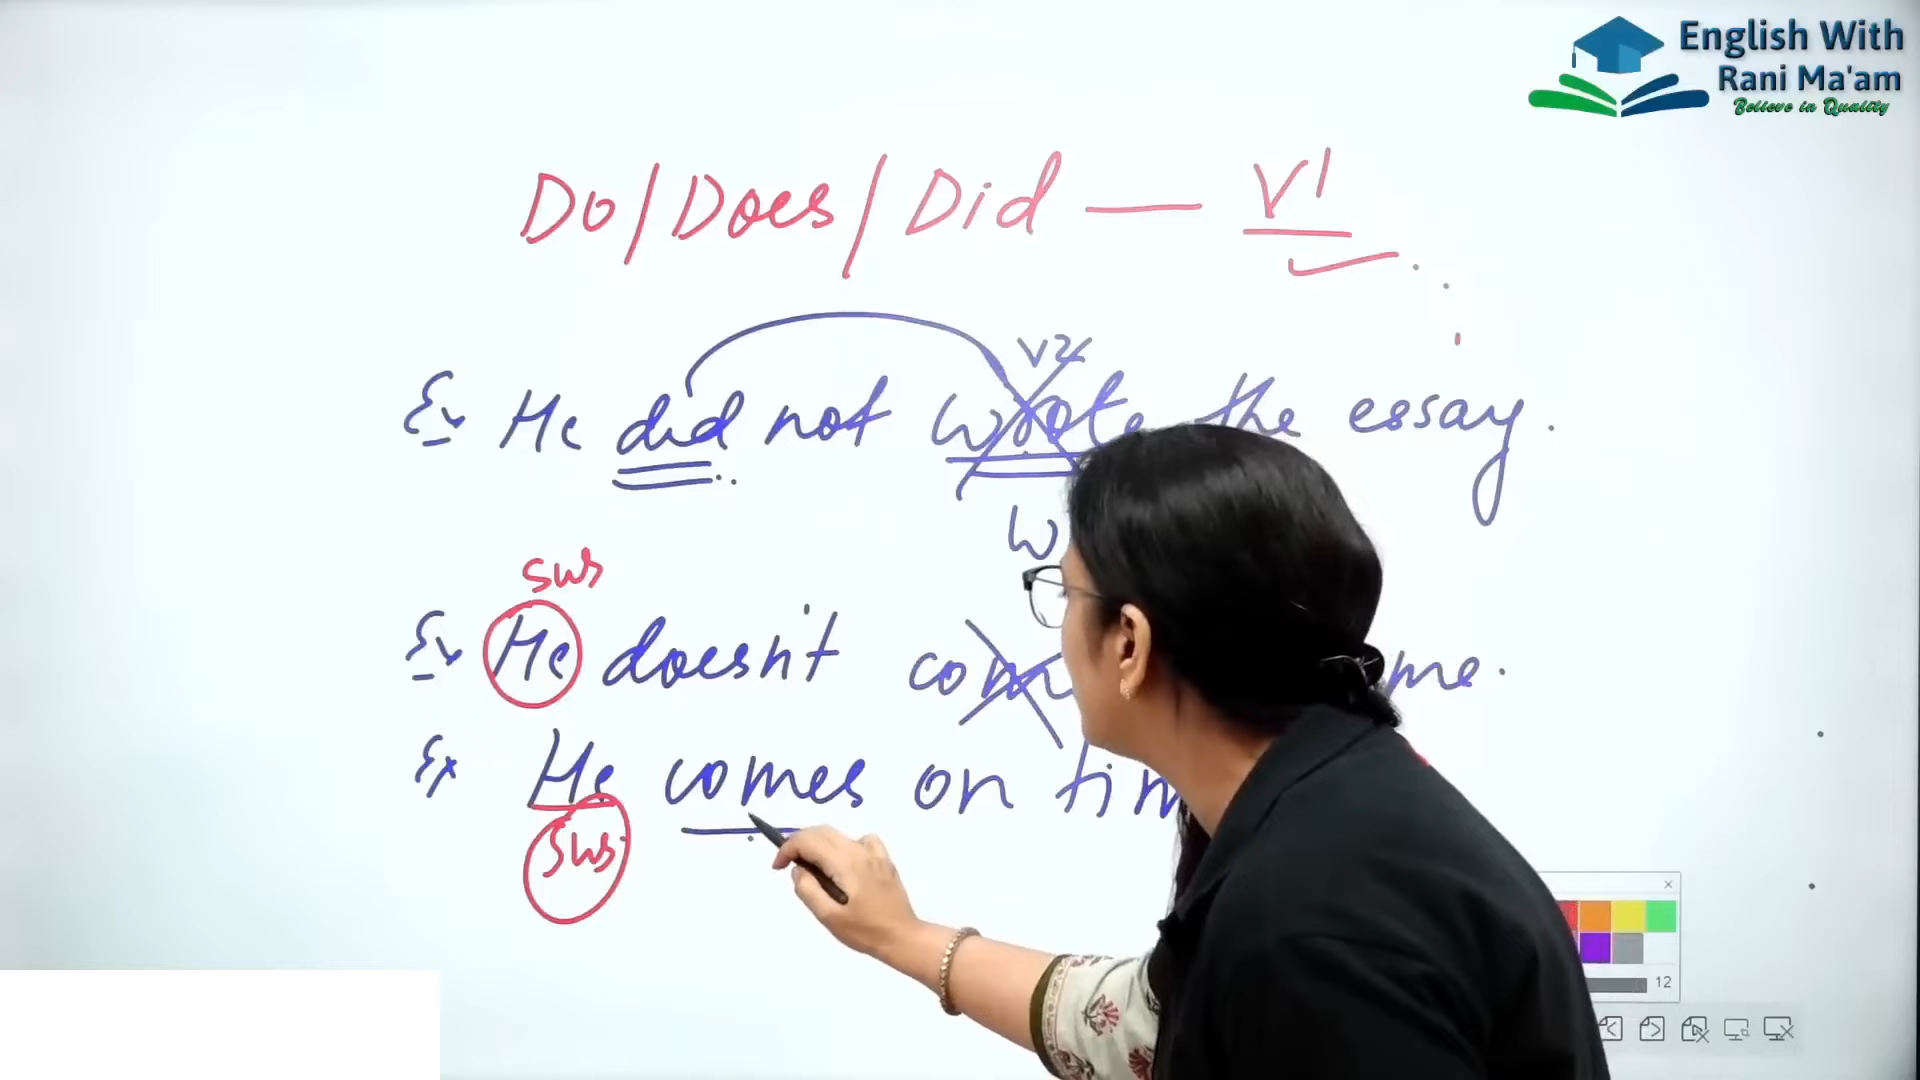 English With
Rani Ma'am
Believe in Quality
Do/Does/Did — V1
V2
Ex He did not wrote the essay.
W
sws
Ex He doesn't
Ex He comes on
sws
12